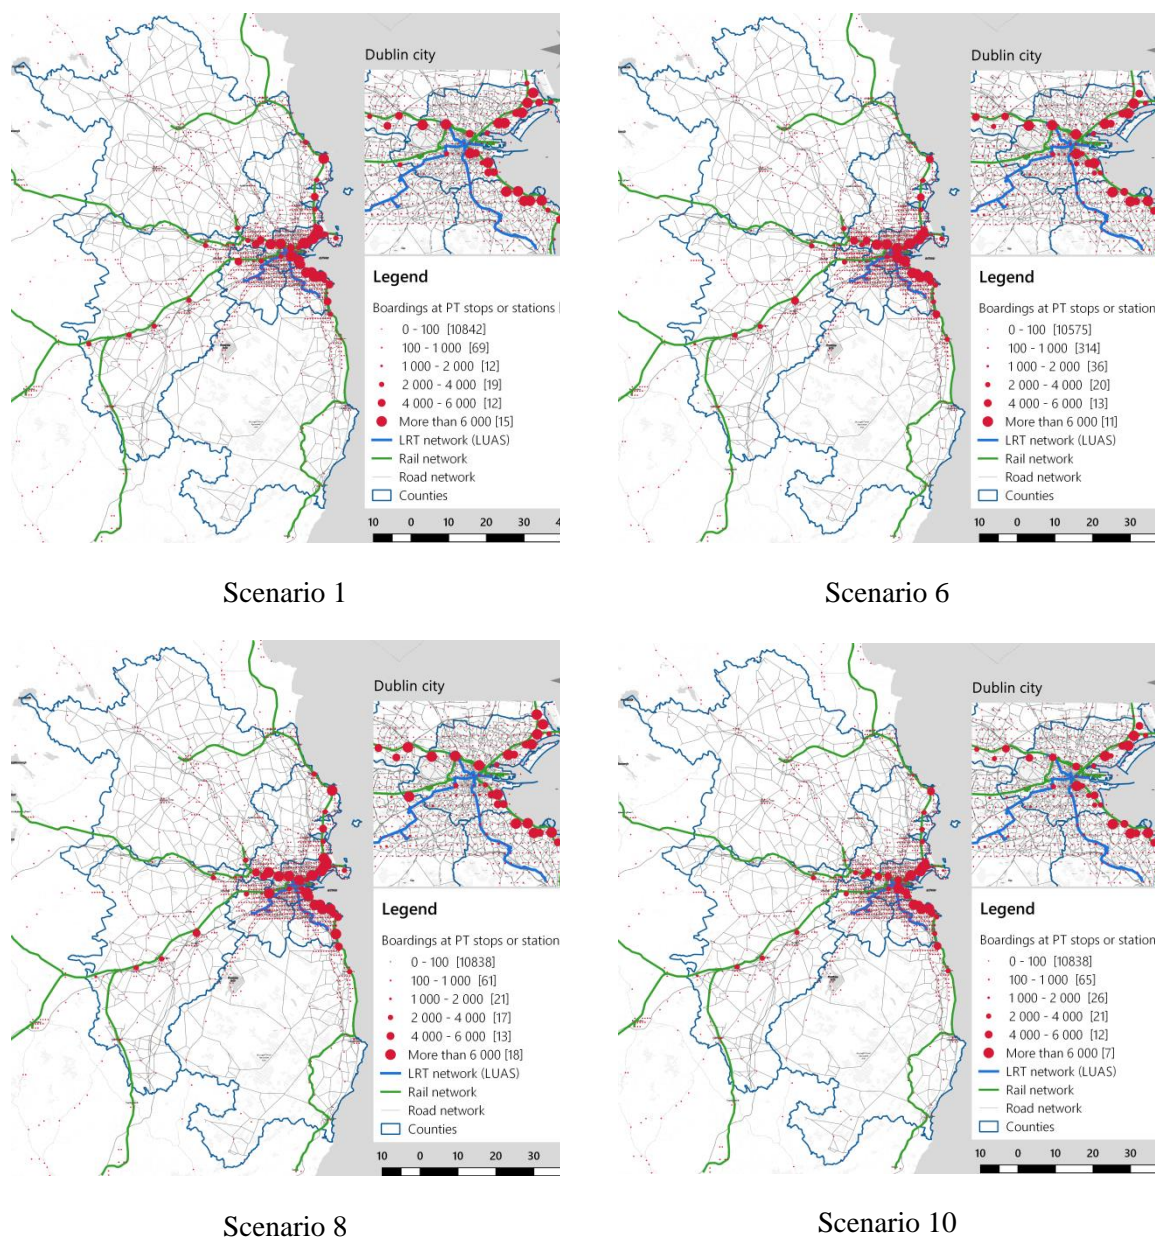 Dublin city
Legend
Boardings at PT stops or stations
0 - 100 [10842]
100 - 1 000 [69]
1 000 - 2 000 [12]
2 000 - 4 000 [19]
4 000 - 6 000 [12]
More than 6 000 [15]
LRT network (LUAS)
Rail network
Road network
Counties
10 0 10 20 30 4
Scenario 1
Dublin city
Legend
Boardings at PT stops or station
0 - 100 [10575]
100 - 1 000 [314]
1 000 - 2 000 [36]
2 000 - 4 000 [20]
4 000 - 6 000 [13]
More than 6 000 [11]
LRT network (LUAS)
Rail network
Road network
Counties
10 0 10 20 30
Scenario 6
Dublin city
Legend
Boardings at PT stops or station
0 - 100 [10838]
100 - 1 000 [61]
1 000 - 2 000 [21]
2 000 - 4 000 [17]
4 000 - 6 000 [13]
More than 6 000 [18]
LRT network (LUAS)
Rail network
Road network
Counties
10 0 10 20 30
Scenario 8
Dublin city
Legend
Boardings at PT stops or station
0 - 100 [10838]
100 - 1 000 [65]
1 000 - 2 000 [26]
2 000 - 4 000 [21]
4 000 - 6 000 [12]
More than 6 000 [7]
LRT network (LUAS)
Rail network
Road network
Counties
10 0 10 20 30
Scenario 10